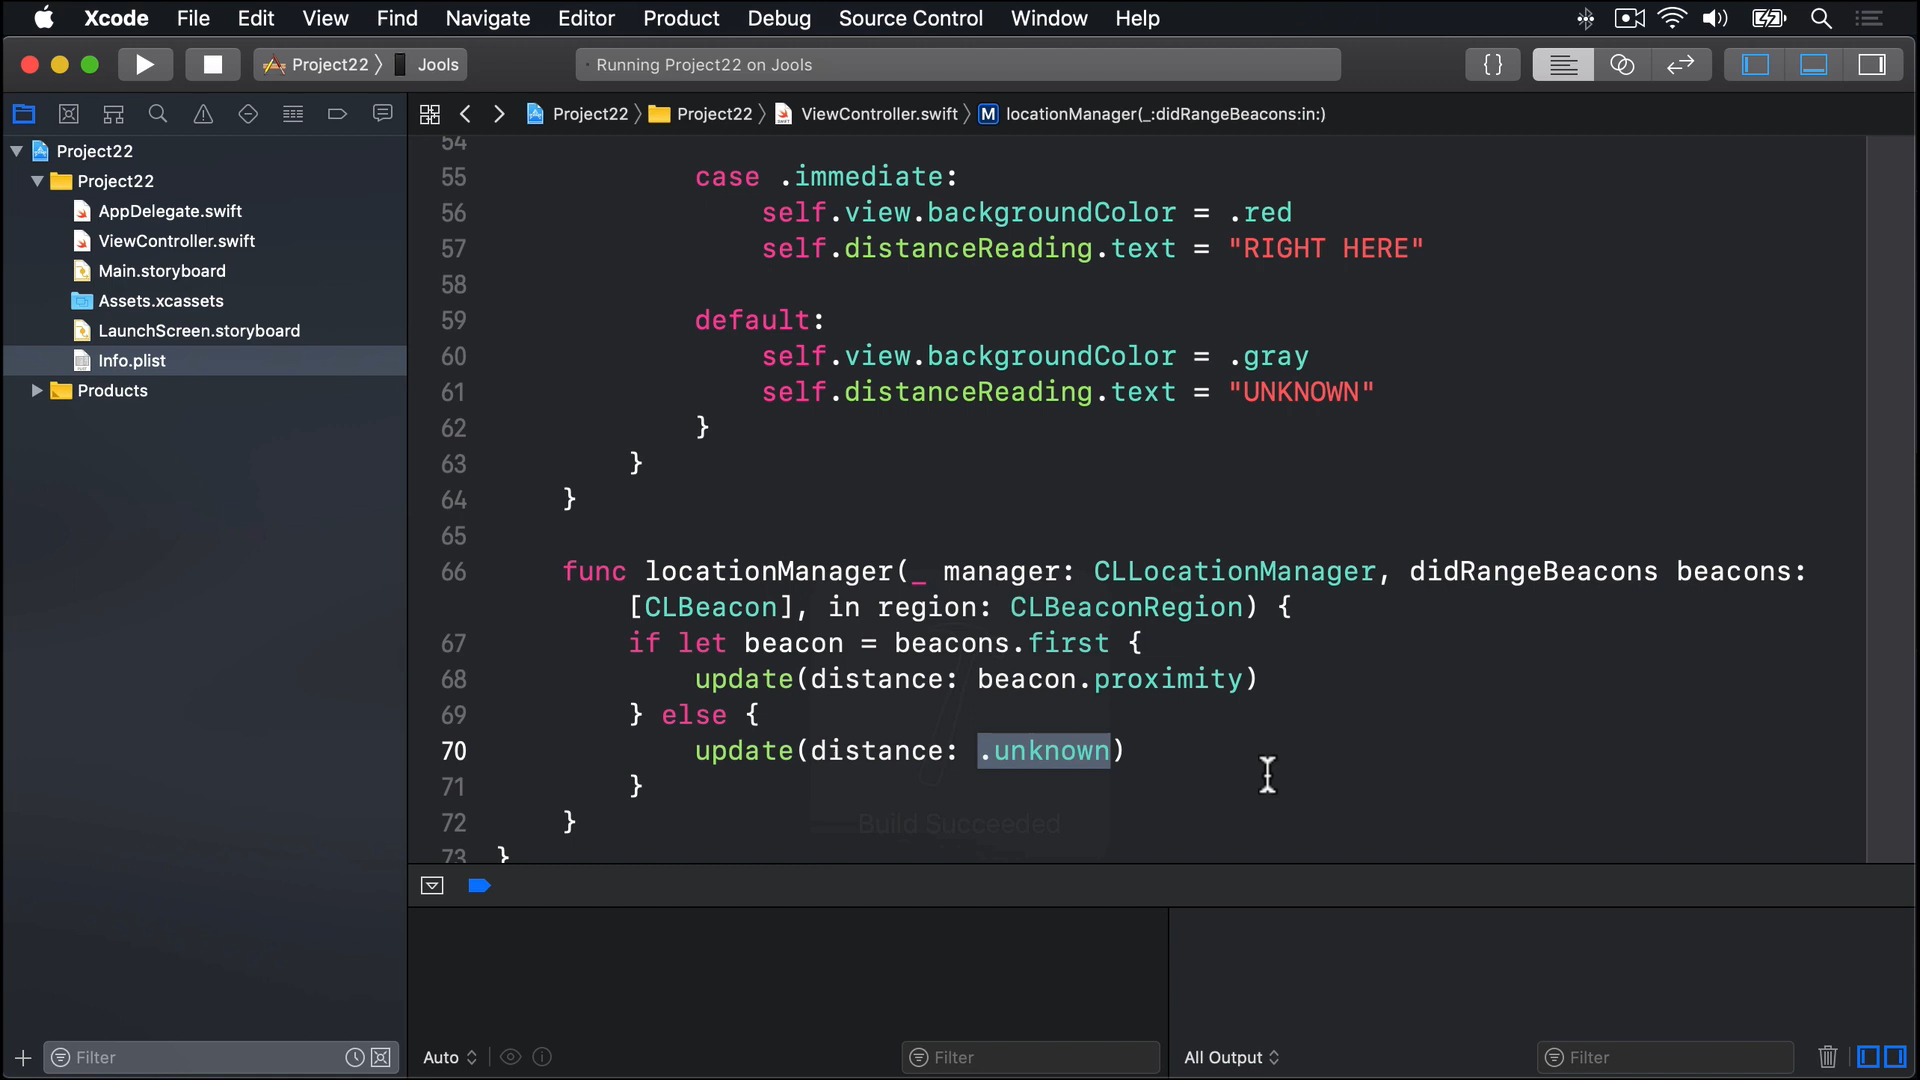 Xcode File Edit View Find Navigate Editor Product Debug Source Control Window Help
Project22 Jools
Running Project22 on Jools
{ }
Project22 Project22 ViewController.swift M locationManager(_:didRangeBeacons:in:)
Project22
Project22
AppDelegate.swift
ViewController.swift
Main.storyboard
Assets.xcassets
LaunchScreen.storyboard
Info.plist
Products
54
55 case .immediate:
56 self.view.backgroundColor = .red
57 self.distanceReading.text = "RIGHT HERE"
58
59 default:
60 self.view.backgroundColor = .gray
61 self.distanceReading.text = "UNKNOWN"
62 }
63 }
64 }
65
66 func locationManager(_ manager: CLLocationManager, didRangeBeacons beacons:
[CLBeacon], in region: CLBeaconRegion) {
67 if let beacon = beacons.first {
68 update(distance: beacon.proximity)
69 } else {
70 update(distance: .unknown)
71 }
72 }
73 }
Build Succeeded
Filter
Auto
Filter
All Output
Filter